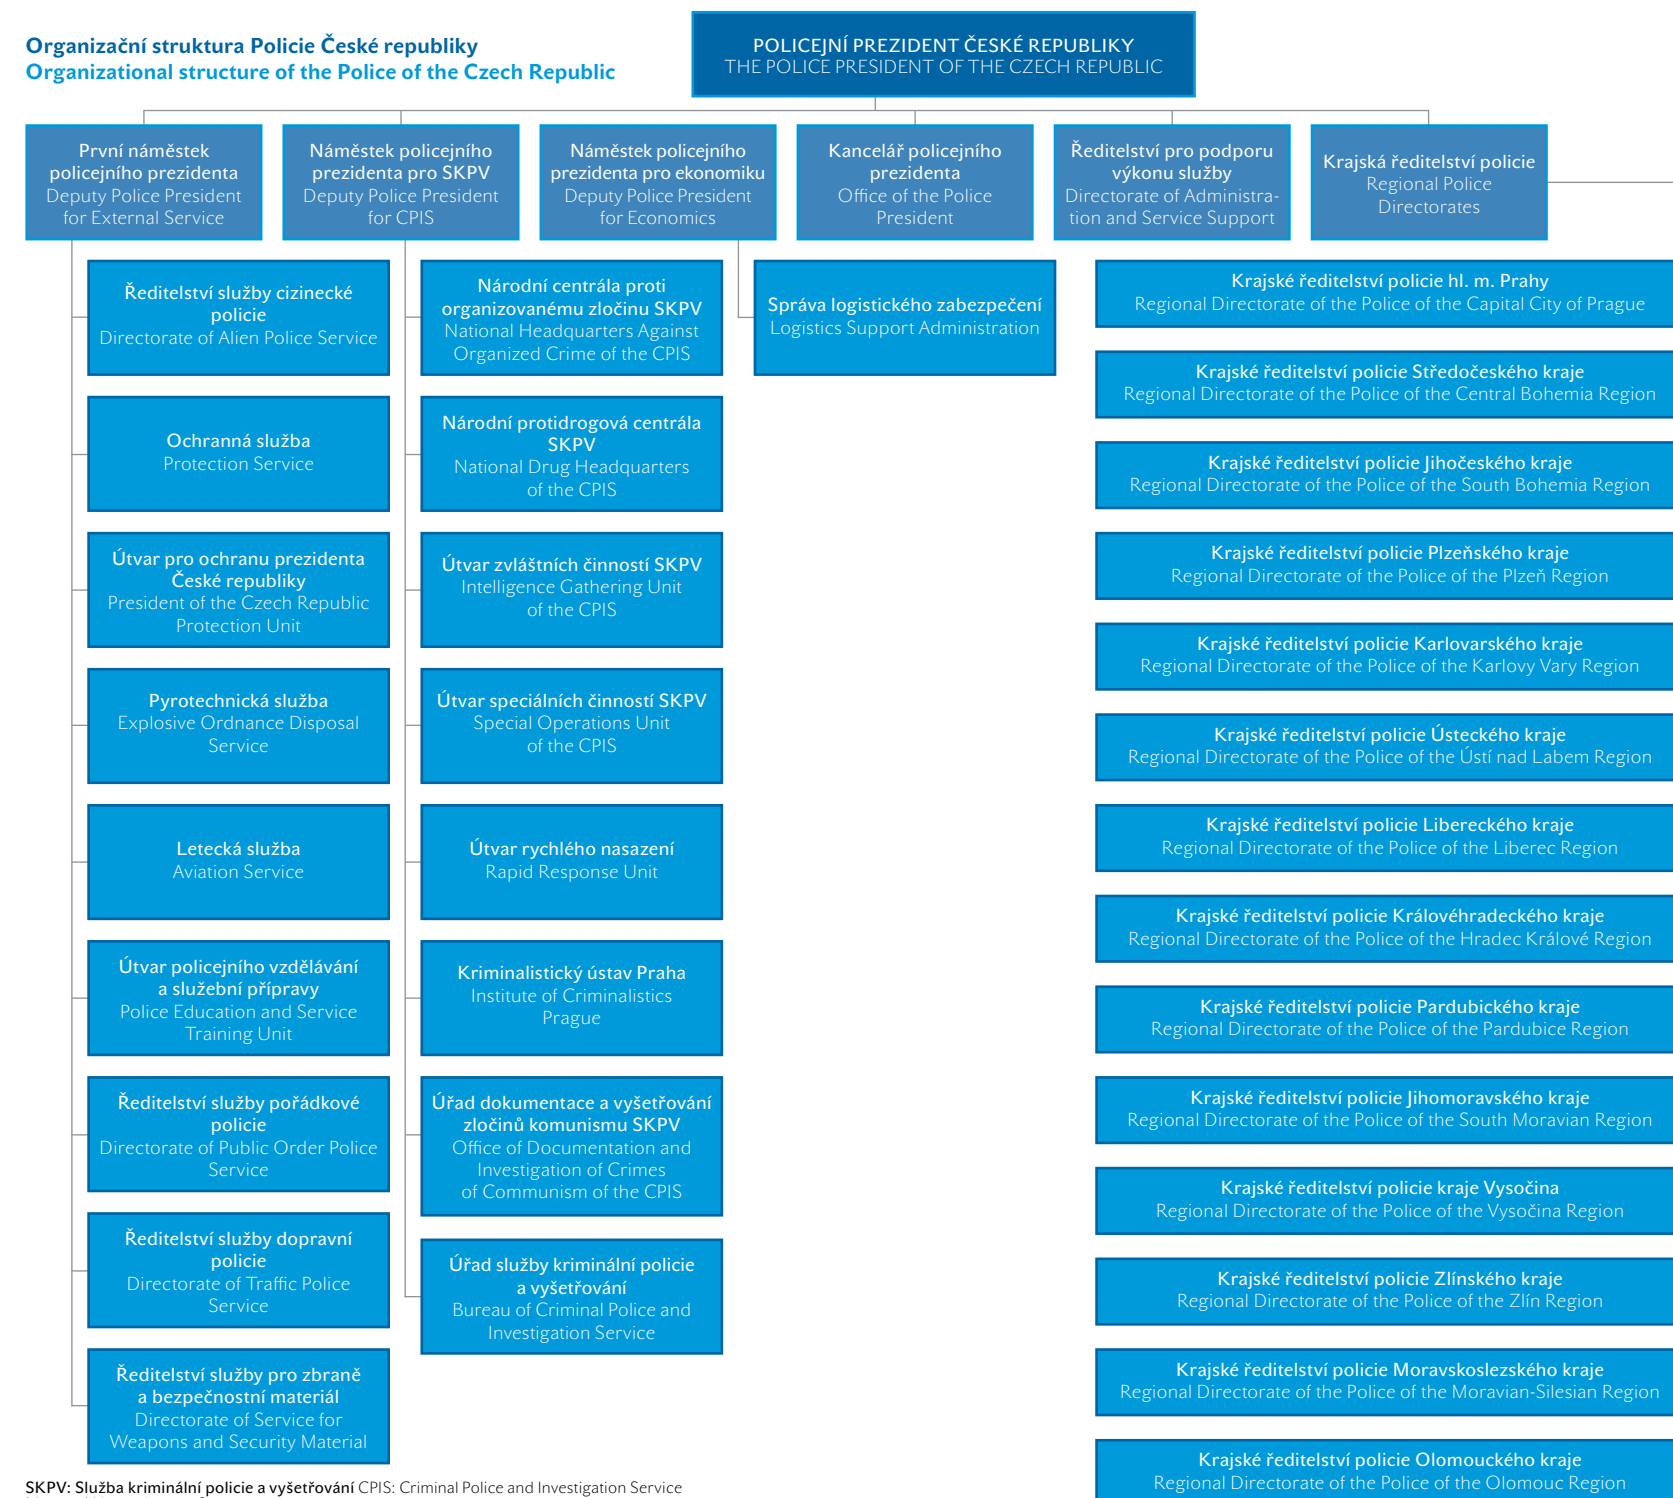 Organizační struktura Policie České republiky
Organizational structure of the Police of the Czech Republic
POLICEJNÍ PREZIDENT ČESKÉ REPUBLIKY
THE POLICE PRESIDENT OF THE CZECH REPUBLIC
První náměstek
policejního prezidenta
Deputy Police President
for External Service
Náměstek policejního
prezidenta pro SKPV
Deputy Police President
for CPIS
Náměstek policejního
prezidenta pro ekonomiku
Deputy Police President
for Economics
Kancelář policejního
prezidenta
Office of the Police
President
Ředitelství pro podporu
výkonu služby
Directorate of Administra-
tion and Service Support
Krajská ředitelství policie
Regional Police
Directorates
Ředitelství služby cizinecké
policie
Directorate of Alien Police Service
Ochranná služba
Protection Service
Útvar pro ochranu prezidenta
České republiky
President of the Czech Republic
Protection Unit
Pyrotechnická služba
Explosive Ordnance Disposal
Service
Letecká služba
Aviation Service
Útvar policejního vzdělávání
a služební přípravy
Police Education and Service
Training Unit
Ředitelství služby pořádkové
policie
Directorate of Public Order Police
Service
Ředitelství služby dopravní
policie
Directorate of Traffic Police
Service
Ředitelství služby pro zbraně
a bezpečnostní materiál
Directorate of Service for
Weapons and Security Material
Národní centrála proti
organizovanému zločinu SKPV
National Headquarters Against
Organized Crime of the CPIS
Národní protidrogová centrála
SKPV
National Drug Headquarters
of the CPIS
Útvar zvláštních činností SKPV
Intelligence Gathering Unit
of the CPIS
Útvar speciálních činností SKPV
Special Operations Unit
of the CPIS
Útvar rychlého nasazení
Rapid Response Unit
Kriminalistický ústav Praha
Institute of Criminalistics
Prague
Úřad dokumentace a vyšetřování
zločinů komunismu SKPV
Office of Documentation and
Investigation of Crimes
of Communism of the CPIS
Úřad služby kriminální policie
a vyšetřování
Bureau of Criminal Police and
Investigation Service
Správa logistického zabezpečení
Logistics Support Administration
Krajské ředitelství policie hl. m. Prahy
Regional Directorate of the Police of the Capital City of Prague
Krajské ředitelství policie Středočeského kraje
Regional Directorate of the Police of the Central Bohemia Region
Krajské ředitelství policie Jihočeského kraje
Regional Directorate of the Police of the South Bohemia Region
Krajské ředitelství policie Plzeňského kraje
Regional Directorate of the Police of the Plzeň Region
Krajské ředitelství policie Karlovarského kraje
Regional Directorate of the Police of the Karlovy Vary Region
Krajské ředitelství policie Ústeckého kraje
Regional Directorate of the Police of the Ústí nad Labem Region
Krajské ředitelství policie Libereckého kraje
Regional Directorate of the Police of the Liberec Region
Krajské ředitelství policie Královéhradeckého kraje
Regional Directorate of the Police of the Hradec Králové Region
Krajské ředitelství policie Pardubického kraje
Regional Directorate of the Police of the Pardubice Region
Krajské ředitelství policie Jihomoravského kraje
Regional Directorate of the Police of the South Moravian Region
Krajské ředitelství policie kraje Vysočina
Regional Directorate of the Police of the Vysočina Region
Krajské ředitelství policie Zlínského kraje
Regional Directorate of the Police of the Zlín Region
Krajské ředitelství policie Moravskoslezského kraje
Regional Directorate of the Police of the Moravian-Silesian Region
Krajské ředitelství policie Olomouckého kraje
Regional Directorate of the Police of the Olomouc Region
SKPV: Služba kriminální policie a vyšetřování CPIS: Criminal Police and Investigation Service